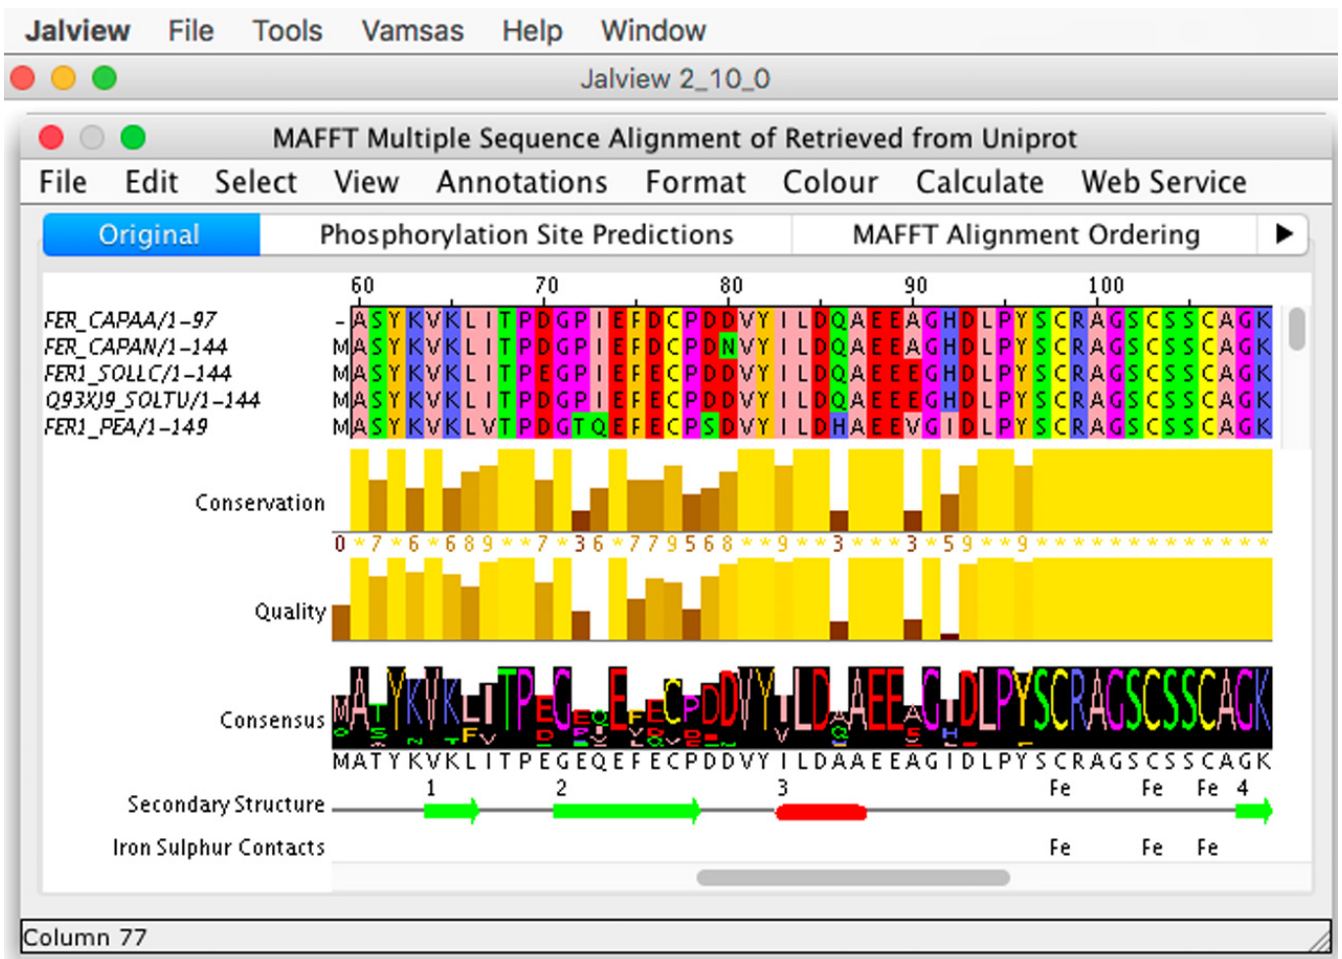 Jalview File Tools Vamsas Help Window
Jalview 2_10_0
MAFFT Multiple Sequence Alignment of Retrieved from Uniprot
File Edit Select View Annotations Format Colour Calculate Web Service
Original Phosphorylation Site Predictions MAFFT Alignment Ordering
60 70 80 90 100
FER_CAPAA/1-97 -ASYKVKLITPDGPIEFDCPDDVYILDQAEEAGHDLPYSCRAGSCSSCAGK
FER_CAPAN/1-144 MASYKVKLITPDGPIEFDCPDNVYILDQAEEAGHDLPYSCRAGSCSSCAGK
FER1_SOLLC/1-144 MASYKVKLITPEGPIEFECPDDVYILDQAEEEGHDLPYSCRAGSCSSCAGK
Q93XJ9_SOLTU/1-144 MASYKVKLITPDGPIEFECPDDVYILDQAEEEGHDLPYSCRAGSCSSCAGK
FER1_PEA/1-149 MASYKVKLVTPDGTQEFECPSDVYILDHAEEVGIDLPYSCRAGSCSSCAGK
Conservation
0*7*6*689**7*36*779568**9**3***3*59**9*************
Quality
Consensus
MATYKVKLITPEGEQEFECPDDVYILDAAEEAGIDLPYSCRAGSCSSCAGK
1 2 3 Fe Fe Fe 4
Secondary Structure
Iron Sulphur Contacts Fe Fe Fe
Column 77